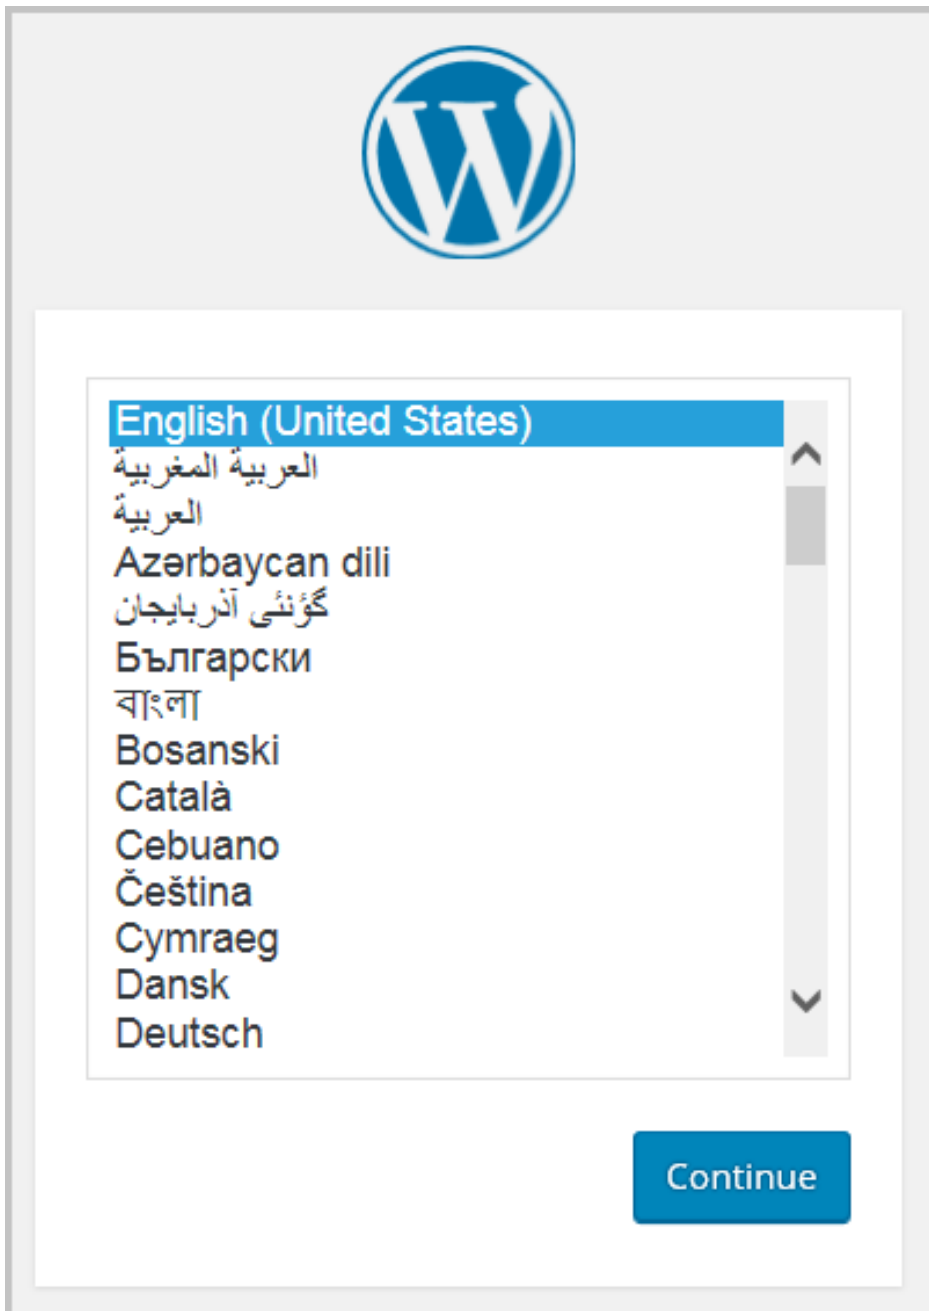 English (United States)
العربية المغربية
العربية
Azərbaycan dili
گؤنئی آذربایجان
Български
বাংলা
Bosanski
Català
Cebuano
Čeština
Cymraeg
Dansk
Deutsch
Continue